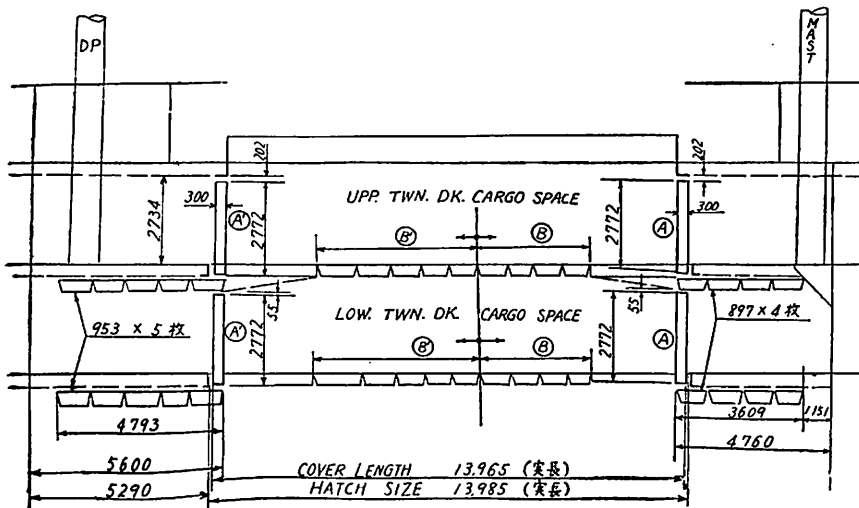 DP
MAST
202
202
UPP. TWN. DK. CARGO SPACE
300
A'
2734
2772
2772
A
300
B'
B
55
55
953 × 5 枚
LOW. TWN. DK. CARGO SPACE
897 × 4 枚
A'
2772
B'
B
2772
A
4793
3609
1151
5600
4760
COVER LENGTH 13.965 (実長)
5290
HATCH SIZE 13.985 (実長)